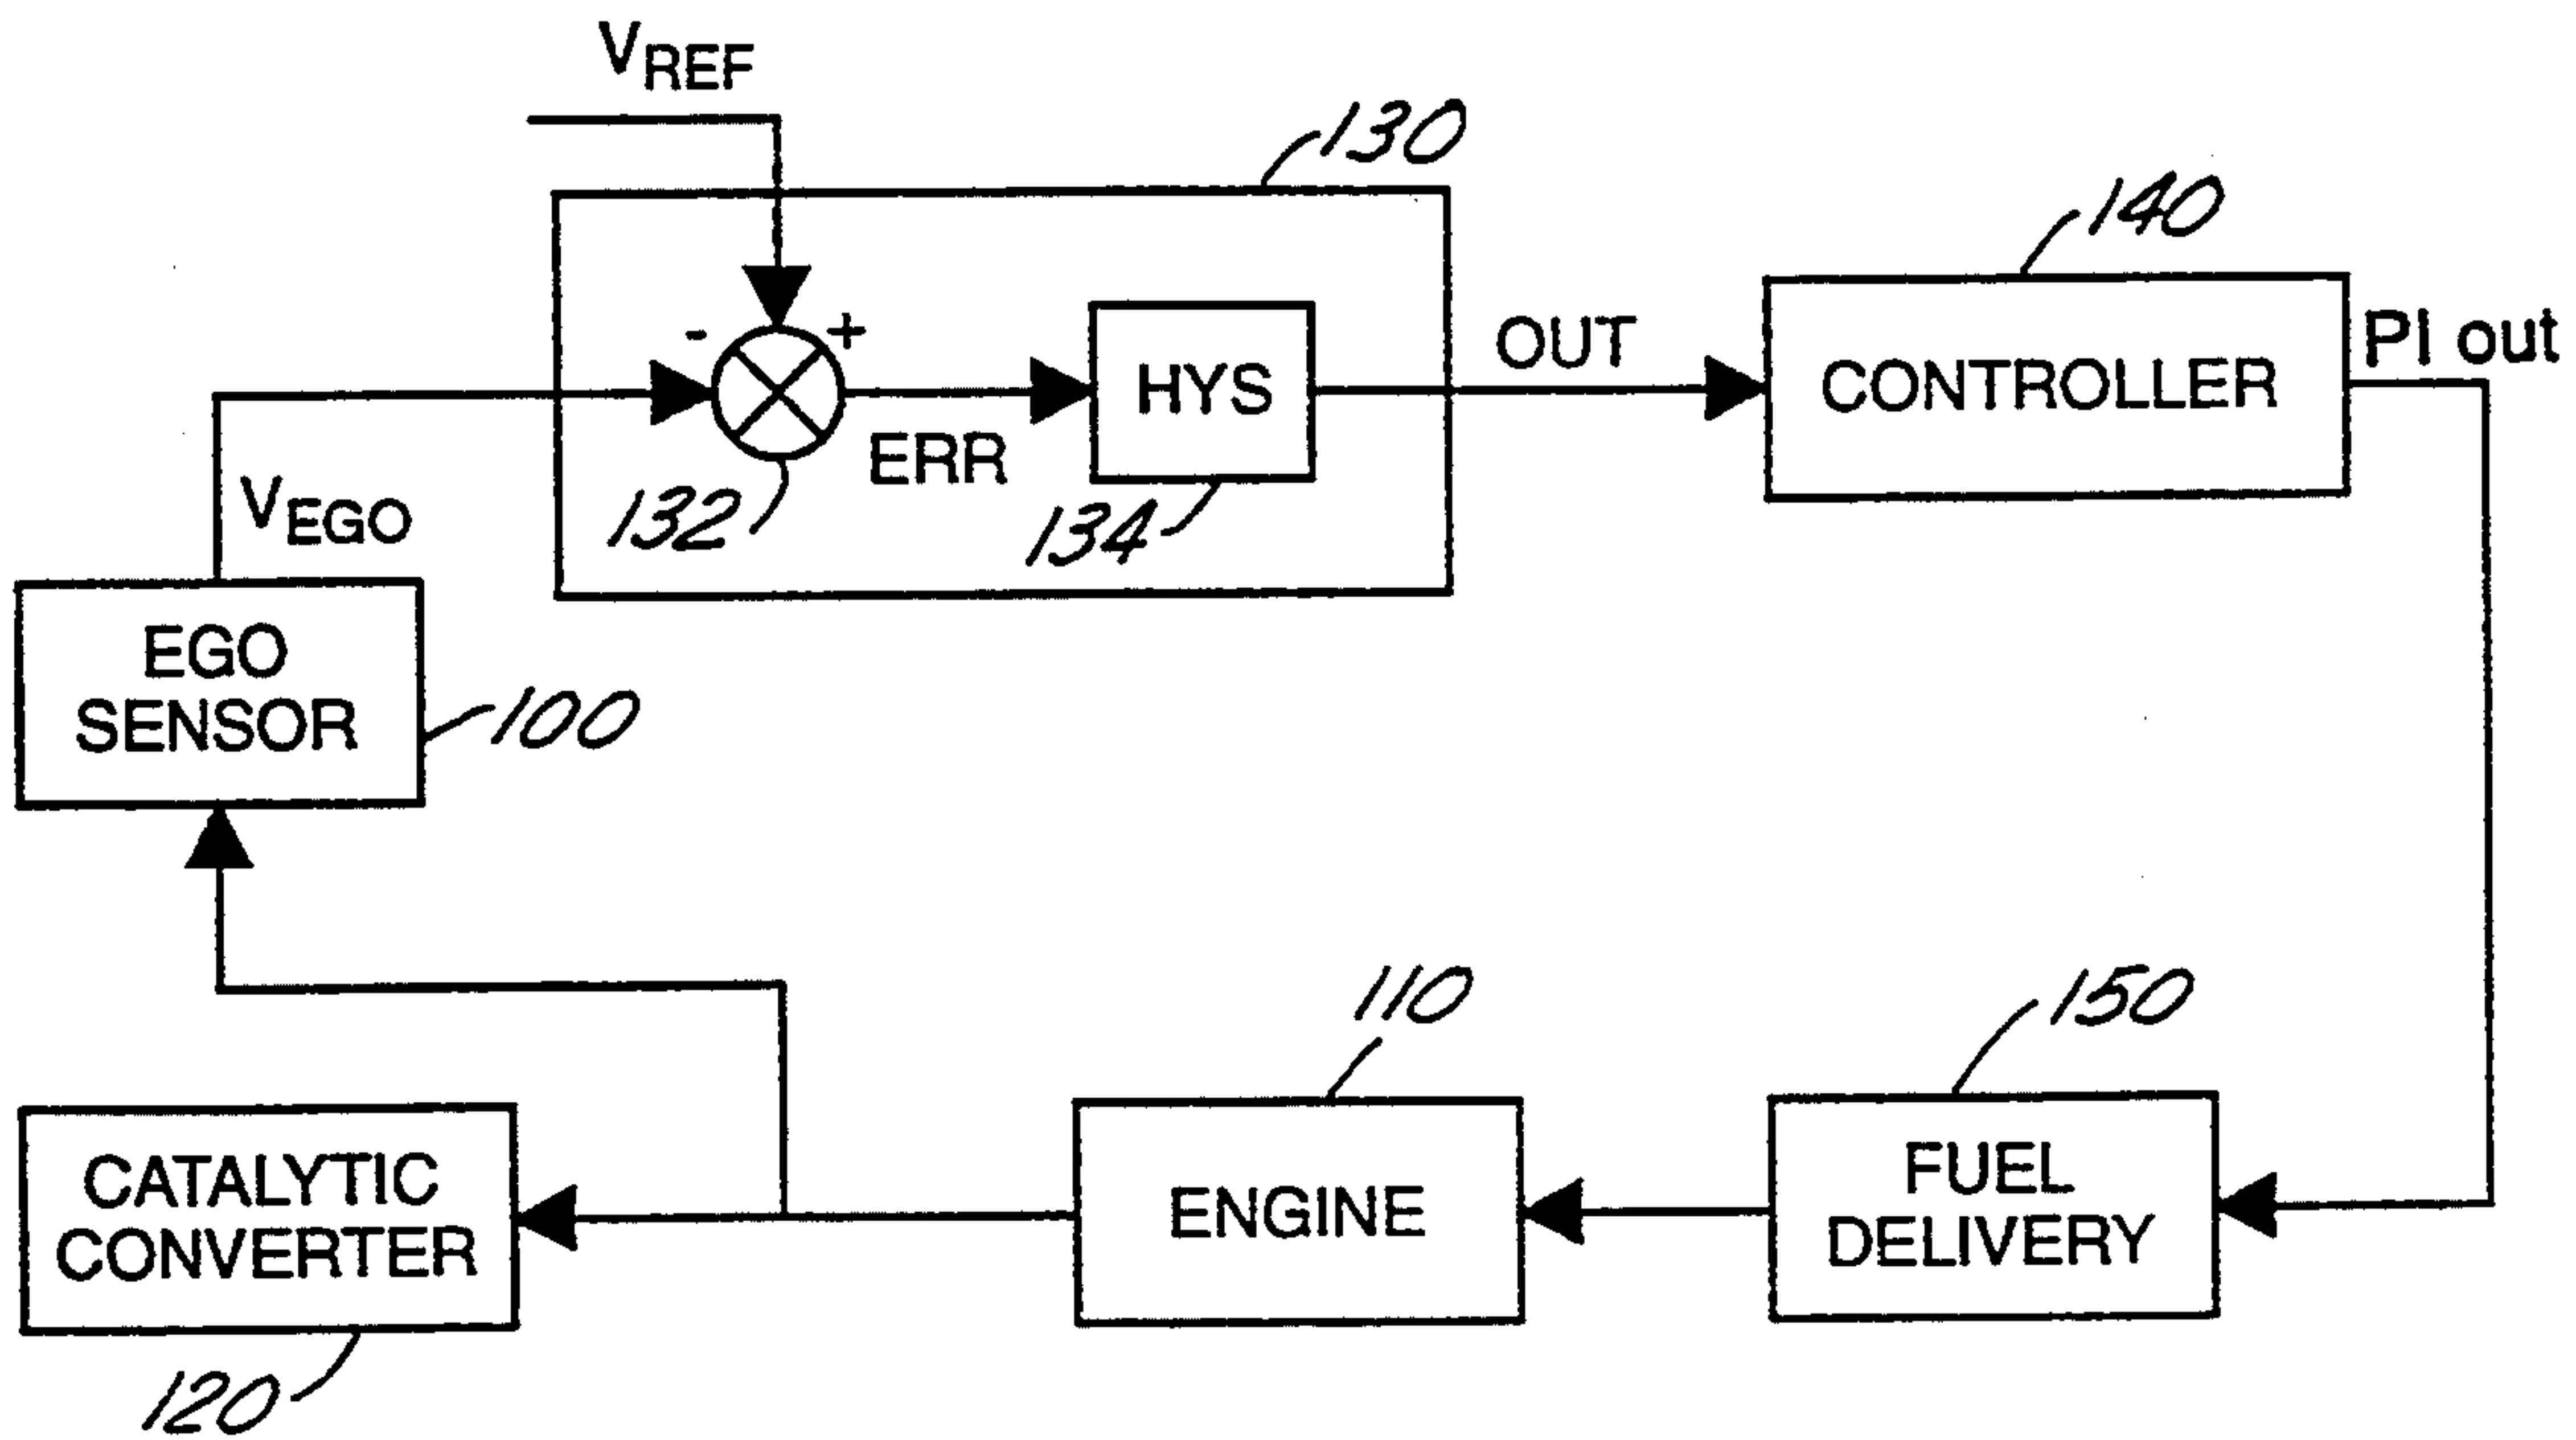 VREF
130
140
- +
HYS
OUT
CONTROLLER
PI out
ERR
132
134
VEGO
EGO
SENSOR
100
110
150
CATALYTIC
CONVERTER
ENGINE
FUEL
DELIVERY
120